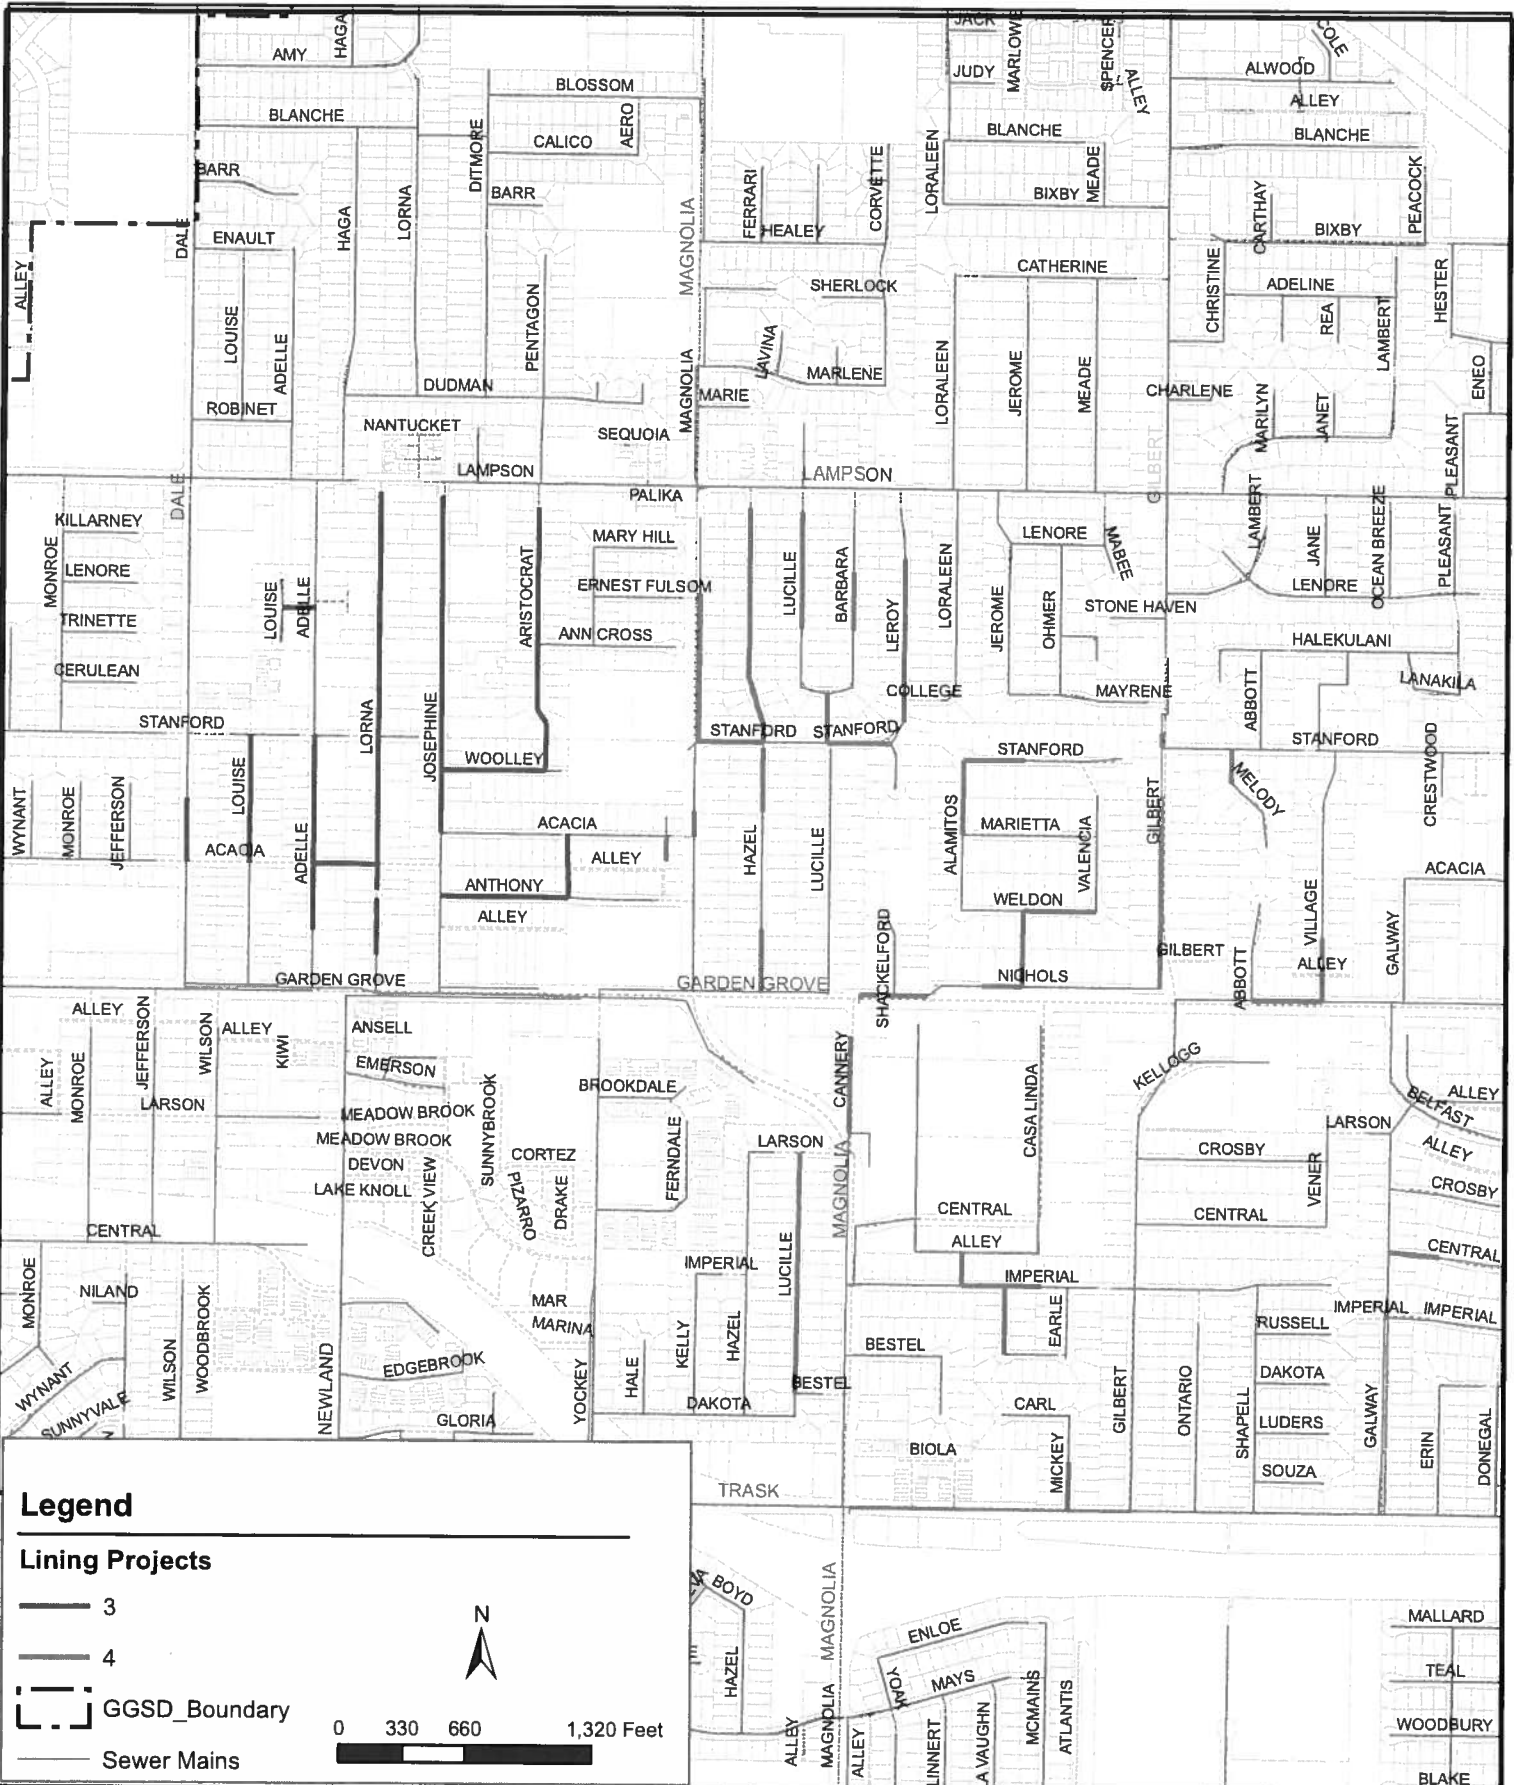 JACK
HAGA
MARLOWE
SPENCER
COLE
AMY
ALWOOD
JUDY
BLOSSOM
ALLEY
ALLEY
BLANCHE
AERO
DITMORE
CALICO
BLANCHE
BLANCHE
LORALEEN
CORVETTE
MEADE
PEACOCK
BARR
BARR
FERRARI
BIXBY
CARTHAY
LORNA
HAGA
MAGNOLIA
HEALEY
BIXBY
DALE
ENAULT
CATHERINE
CHRISTINE
HESTER
ALLEY
SHERLOCK
ADELINE
PENTAGON
LOUISE
REA
LAMBERT
ADELLE
LAVINA
MARLENE
LORALEEN
JEROME
MEADE
ENEO
DUDMAN
MAGNOLIA
MARIE
CHARLENE
ROBINET
MARILYN
JANET
NANTUCKET
SEQUOIA
GILBERT
PLEASANT
LAMPSON
LAMPSON
DALE
PALIKA
KILLARNEY
MARY HILL
LENORE
MABEE
LAMBERT
JANE
OCEAN BREEZE
PLEASANT
MONROE
LENORE
ARISTOCRAT
ERNEST FULSOM
LUCILLE
BARBARA
LORALEEN
LENORE
LOUISE
ADELLE
TRINETTE
ANN CROSS
LEROY
JEROME
OHMER
STONE HAVEN
HALEKULANI
CERULEAN
COLLEGE
MAYRENE
ABBOTT
LANAKILA
STANFORD
LORNA
JOSEPHINE
WOOLLEY
STANFORD
STANFORD
STANFORD
STANFORD
CRESTWOOD
LOUISE
MELODY
WYNANT
MONROE
JEFFERSON
ACACIA
ADELLE
ACACIA
ALLEY
HAZEL
LUCILLE
ALAMITOS
MARIETTA
VALENCIA
GILBERT
ACACIA
ANTHONY
ALLEY
WELDON
SHACKELFORD
VILLAGE
GALWAY
GILBERT
ABBOTT
ALLEY
GARDEN GROVE
GARDEN GROVE
NICHOLS
ALLEY
JEFFERSON
WILSON
ALLEY
KIWI
ANSELL
ALLEY
MONROE
EMERSON
BROOKDALE
CANNERY
CASA LINDA
KELLOGG
ALLEY
BELFAST
LARSON
MEADOW BROOK
SUNNYBROOK
LARSON
MEADOW BROOK
FERNDALE
LARSON
CROSBY
ALLEY
DEVON
CORTEZ
LAKE KNOLL
CREEK VIEW
PIZARRO
DRAKE
MAGNOLIA
VENER
CROSBY
CENTRAL
CENTRAL
CENTRAL
ALLEY
CENTRAL
MONROE
IMPERIAL
LUCILLE
IMPERIAL
NILAND
WOODBROOK
MAR
MARINA
EARLE
IMPERIAL
IMPERIAL
RUSSELL
WILSON
NEWLAND
EDGEBROOK
KELLY
HAZEL
BESTEL
WYNANT
HALE
YOCKEY
BESTEL
GILBERT
ONTARIO
DAKOTA
SUNNYVALE
GLORIA
DAKOTA
CARL
SHAPELL
LUDERS
GALWAY
ERIN
DONEGAL
BIOLA
MICKEY
SOUZA
TRASK
Legend
Lining Projects
3
4
GGSD_Boundary
Sewer Mains
N
0 330 660 1,320 Feet
BOYD
MAGNOLIA
ENLOE
MALLARD
HAZEL
YOAK
MAYS
MCMAINS
ATLANTIS
TEAL
ALLEY
MAGNOLIA
ALLEY
LINNERT
A VAUGHN
WOODBURY
BLAKE